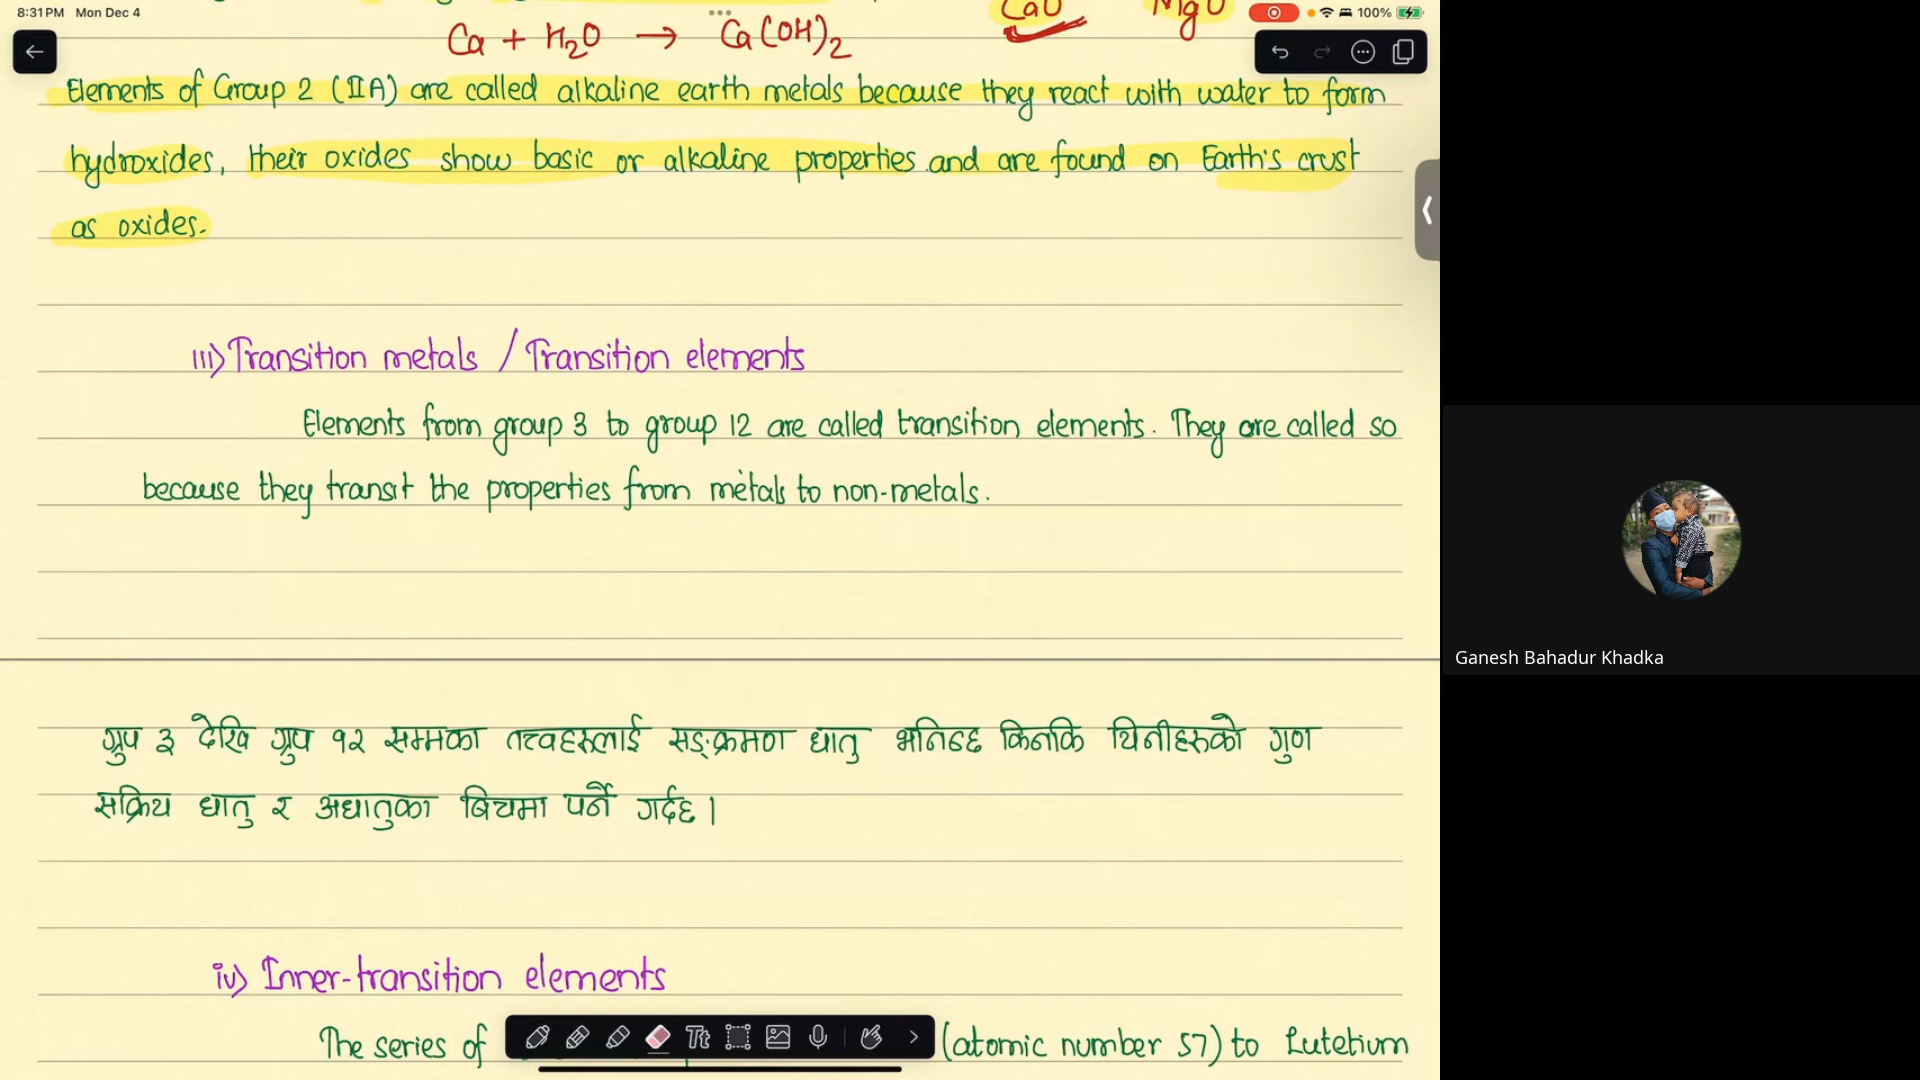 8:31 PM Mon Dec 4
100%
CaO MgO
Ca + H₂O → Ca(OH)₂
Elements of Group 2 (IIA) are called alkaline earth metals because they react with water to form
hydroxides, their oxides show basic or alkaline properties and are found on Earth's crust
as oxides.
iii) Transition metals / Transition elements
Elements from group 3 to group 12 are called transition elements. They are called so
because they transit the properties from metals to non-metals.
Ganesh Bahadur Khadka
ग्रुप ३ देखि ग्रुप १२ सम्मका तत्त्वहरुलाई सङ्क्रमण धातु भनिन्छ किनकि यिनीहरुको गुण
सक्रिय धातु र अधातुका बिचमा पर्ने गर्दछ ।
iv) Inner-transition elements
The series of (atomic number 57) to Lutetium
Tt